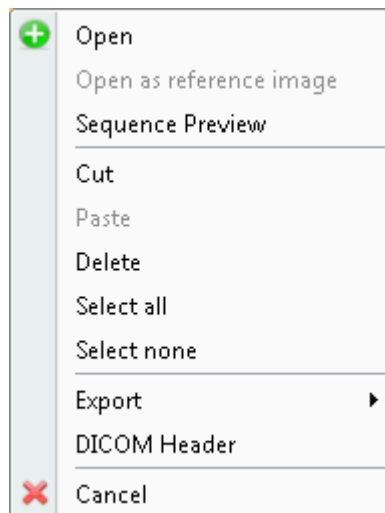 Open
Open as reference image
Sequence Preview
Cut
Paste
Delete
Select all
Select none
Export
DICOM Header
Cancel